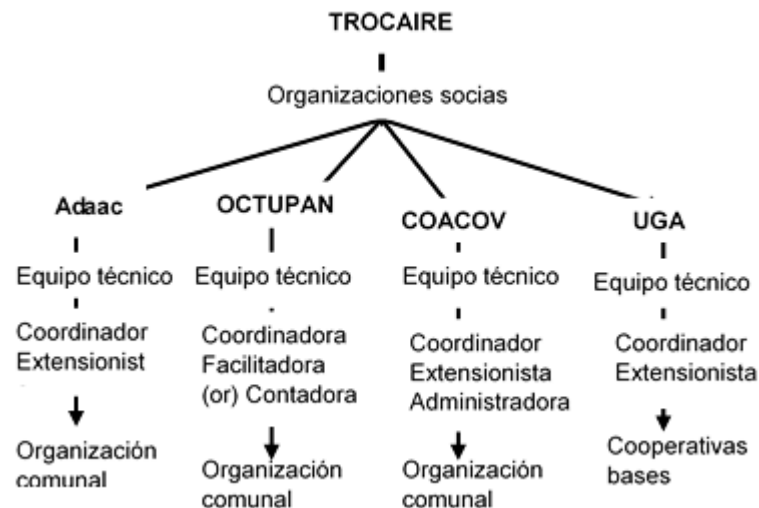 TROCAIRE
Organizaciones socias
Adaac
Equipo técnico
Coordinador
Extensionist
Organización
comunal
OCTUPAN
Equipo técnico
Coordinadora
Facilitadora
(or) Contadora
Organización
comunal
COACOV
Equipo técnico
Coordinador
Extensionista
Administradora
Organización
comunal
UGA
Equipo técnico
Coordinador
Extensionista
Cooperativas
bases